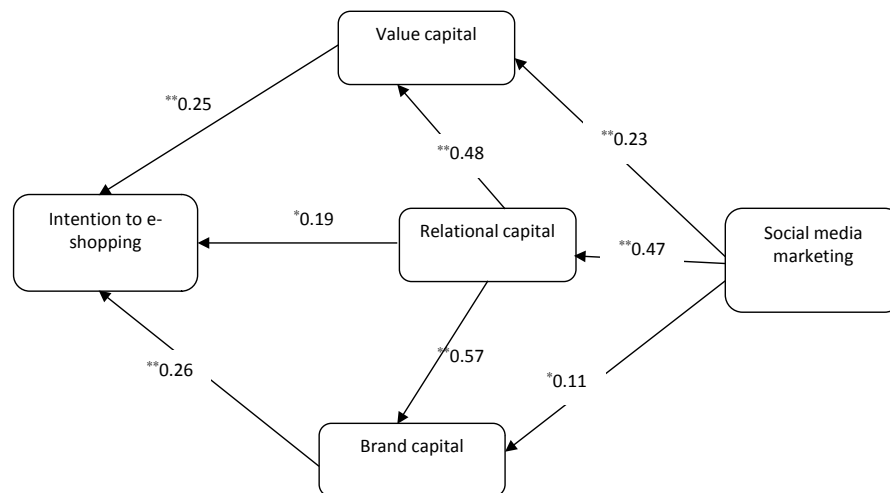 Value capital
**0.25
**0.23
**0.48
Intention to e-
shopping
*0.19
Relational capital
**0.47
Social media
marketing
**0.57
**0.26
*0.11
Brand capital